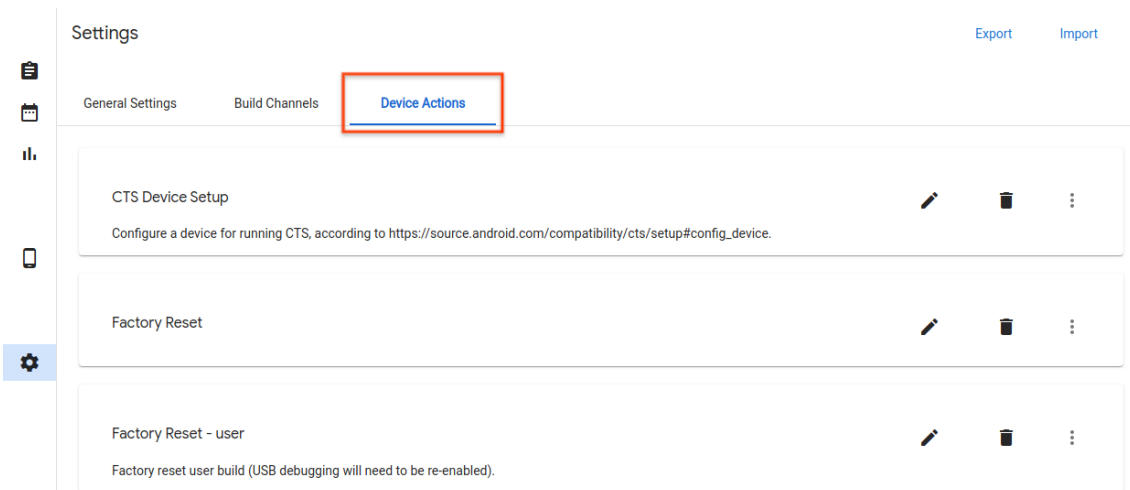 Settings
Export
Import
General Settings
Build Channels
Device Actions
CTS Device Setup
Configure a device for running CTS, according to https://source.android.com/compatibility/cts/setup#config_device.
Factory Reset
Factory Reset - user
Factory reset user build (USB debugging will need to be re-enabled).